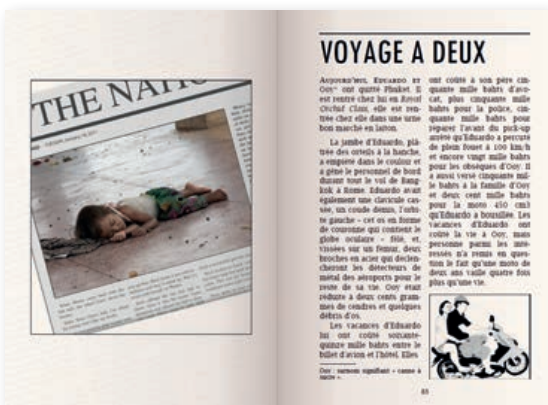 THE NATIO
TUESDAY, January 18, 2011
VOYAGE A DEUX
AUJOURD'HUI, EDUARDO ET
Ooy* ont quitté Phuket. Il
est rentré chez lui en Royal
Orchid Class, elle est ren-
trée chez elle dans une urne
bon marché en laiton.
La jambe d'Eduardo, plâ-
trée des orteils à la hanche,
a empiété dans le couloir et
a gêné le personnel de bord
durant tout le vol de Bang-
kok à Rome. Eduardo avait
également une clavicule cas-
sée, un coude démis, l'orbi-
te gauche – cet os en forme
de couronne qui contient le
globe oculaire – fêlé, et,
vissées sur un fémur, deux
broches en acier qui déclen-
cheront les détecteurs de
métal des aéroports pour le
reste de sa vie. Ooy était
réduite à deux cents gram-
mes de cendres et quelques
débris d'os.
Les vacances d'Eduardo
lui ont coûté soixante-
quinze mille bahts entre le
billet d'avion et l'hôtel. Elles
Ooy : surnom signifiant « canne à
sucre ».
ont coûté à son père cin-
quante mille bahts d'avo-
cat, plus cinquante mille
bahts pour la police, cin-
quante mille bahts pour
réparer l'avant du pick-up
arrêté qu'Eduardo a percuté
de plein fouet à 100 km/h
et encore vingt mille bahts
pour les obsèques d'Ooy. Il
a aussi versé cinquante mil-
le bahts à la famille d'Ooy
et deux cent mille bahts
pour la moto 450 cm3
qu'Eduardo a bousillée. Les
vacances d'Eduardo ont
coûté la vie à Ooy, mais
personne parmi les inté-
ressés n'a remis en ques-
tion le fait qu'une moto de
deux ans vaille quatre fois
plus qu'une vie.
83